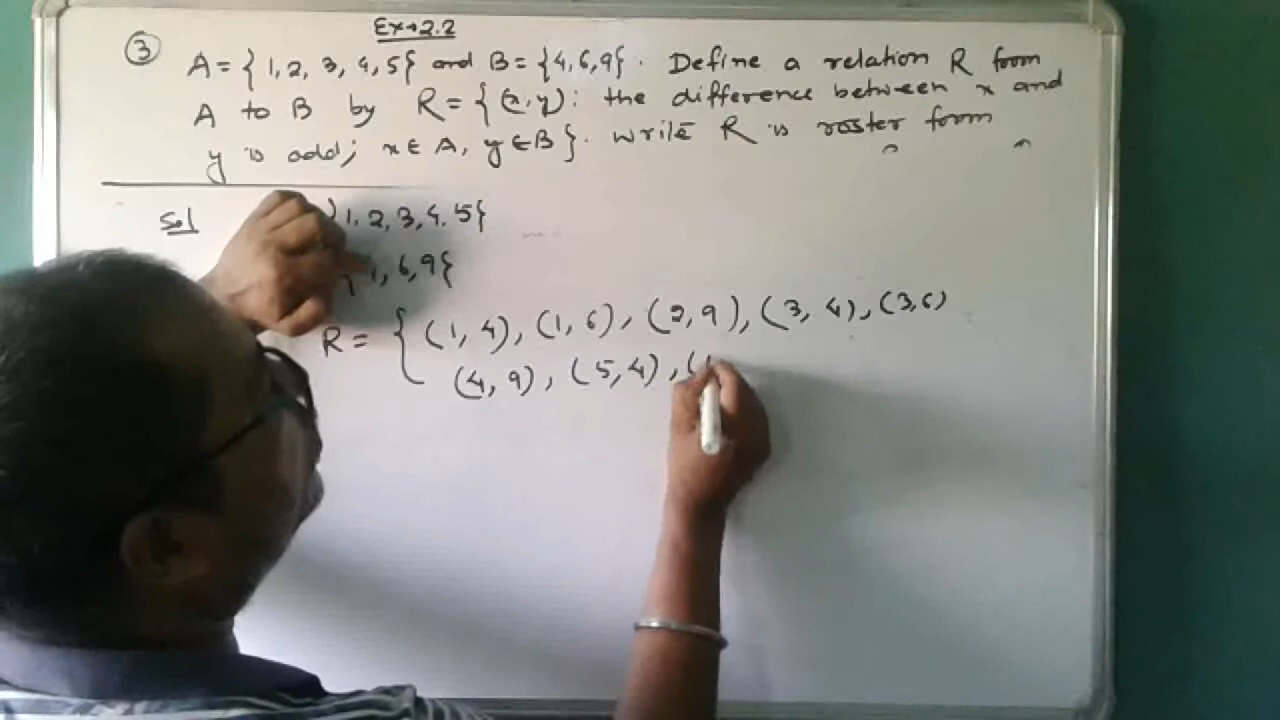 Ex→2.2
③ A = { 1, 2, 3, 4, 5} and B = {4, 6, 9}. Define a relation R from
A to B by R = { (x, y): the difference between x and
y is odd; x ∈ A, y ∈ B }. write R is roster form
Sol 1, 2, 3, 4. 5}
, 6, 9}
R = { (1, 4), (1, 6), (2, 9), (3, 4), (3,6)
(4, 9), (5, 4), (